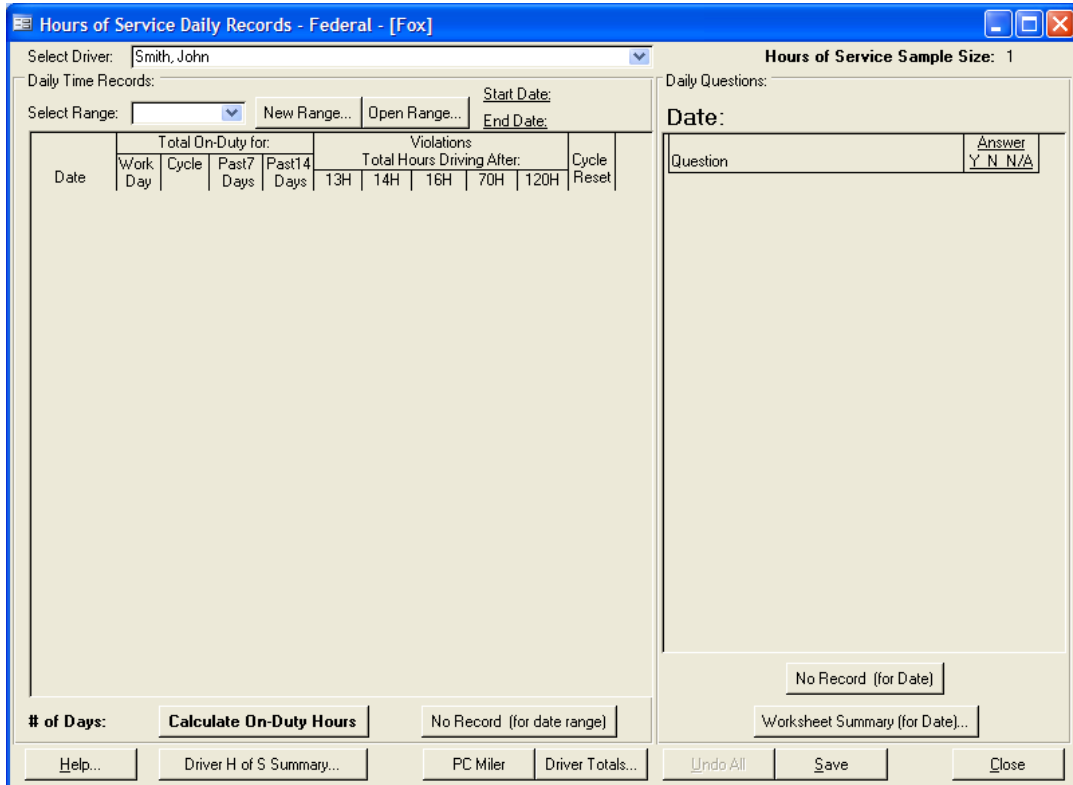 Hours of Service Daily Records - Federal - [Fox]
Select Driver: Smith, John
Hours of Service Sample Size: 1
Daily Time Records:
Select Range: New Range... Open Range... Start Date:
End Date:
Total On-Duty for: Violations
Total Hours Driving After:
Date Work Day Cycle Past7 Days Past14 Days 13H 14H 16H 70H 120H Cycle Reset
Daily Questions:
Date:
Question Answer
Y N N/A
No Record (for Date)
# of Days: Calculate On-Duty Hours No Record (for date range)
Worksheet Summary (for Date)...
Help... Driver H of S Summary... PC Miler Driver Totals... Undo All Save Close